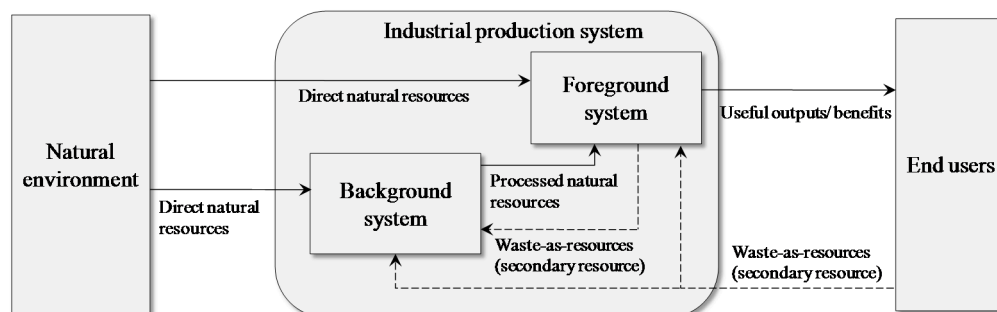 Industrial production system
Direct natural resources
Foreground
system
Useful outputs/ benefits
Natural
environment
Background
system
Processed natural
resources
End users
Direct natural
resources
Waste-as-resources
(secondary resource)
Waste-as-resources
(secondary resource)